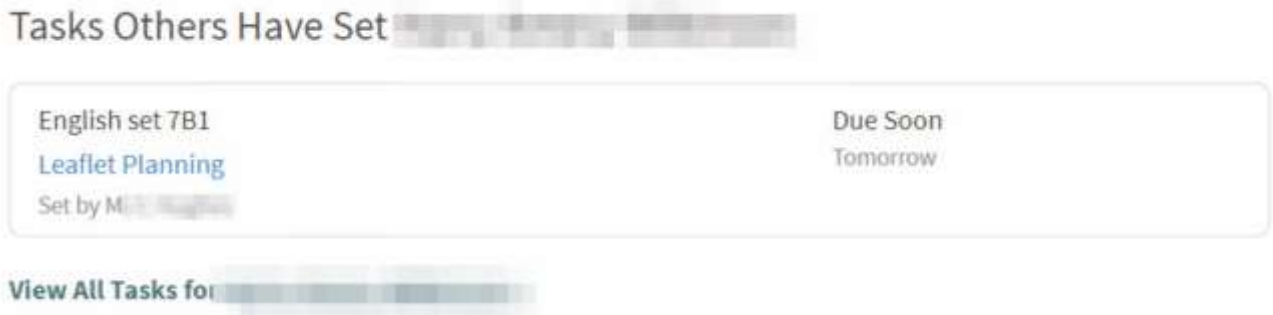 Tasks Others Have Set
English set 7B1
Due Soon
Leaflet Planning
Tomorrow
Set by M
View All Tasks for